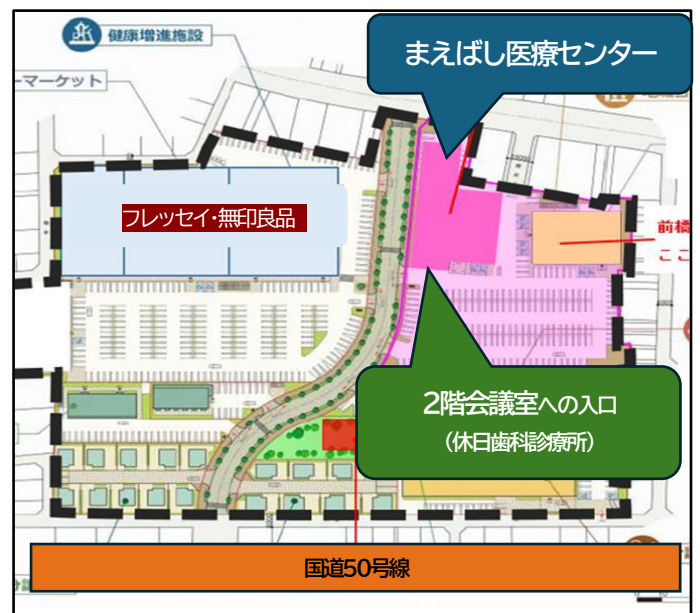 健康増進施設
まえばし医療センター
ーマーケット
フレッセイ・無印良品
前橋
ここ
2階会議室への入口
(休日歯科診療所)
国道50号線